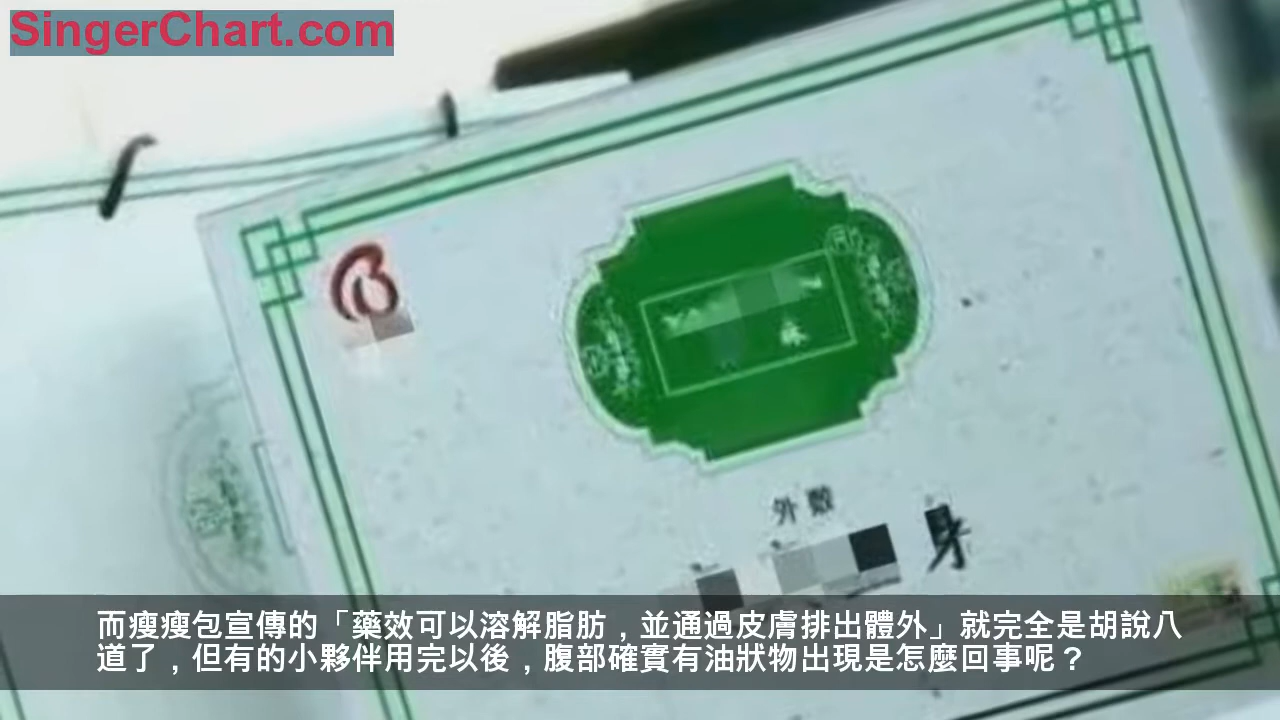 SingerChart.com
外敷
身
而瘦瘦包宣傳的「藥效可以溶解脂肪，並通過皮膚排出體外」就完全是胡說八
道了，但有的小夥伴用完以後，腹部確實有油狀物出現是怎麼回事呢？